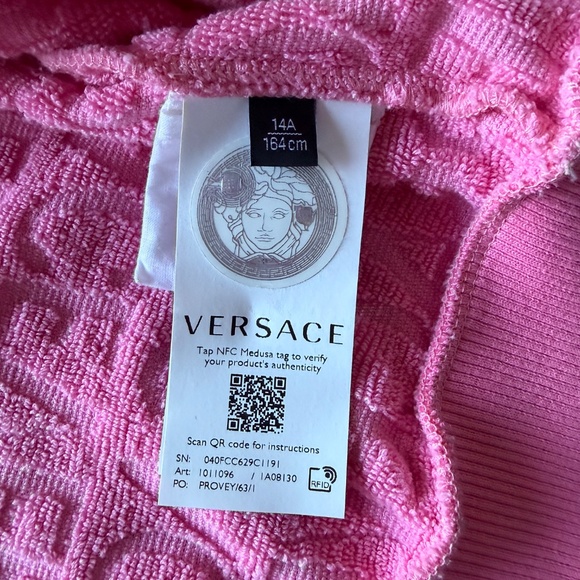 14A
164cm
VERSACE
Tap NFC Medusa tag to verify
your product's authenticity
Scan QR code for instructions
SN: 040FCC629C1191
Art: 1011096 / 1A08130
PO: PROVEY/63/1
RFID